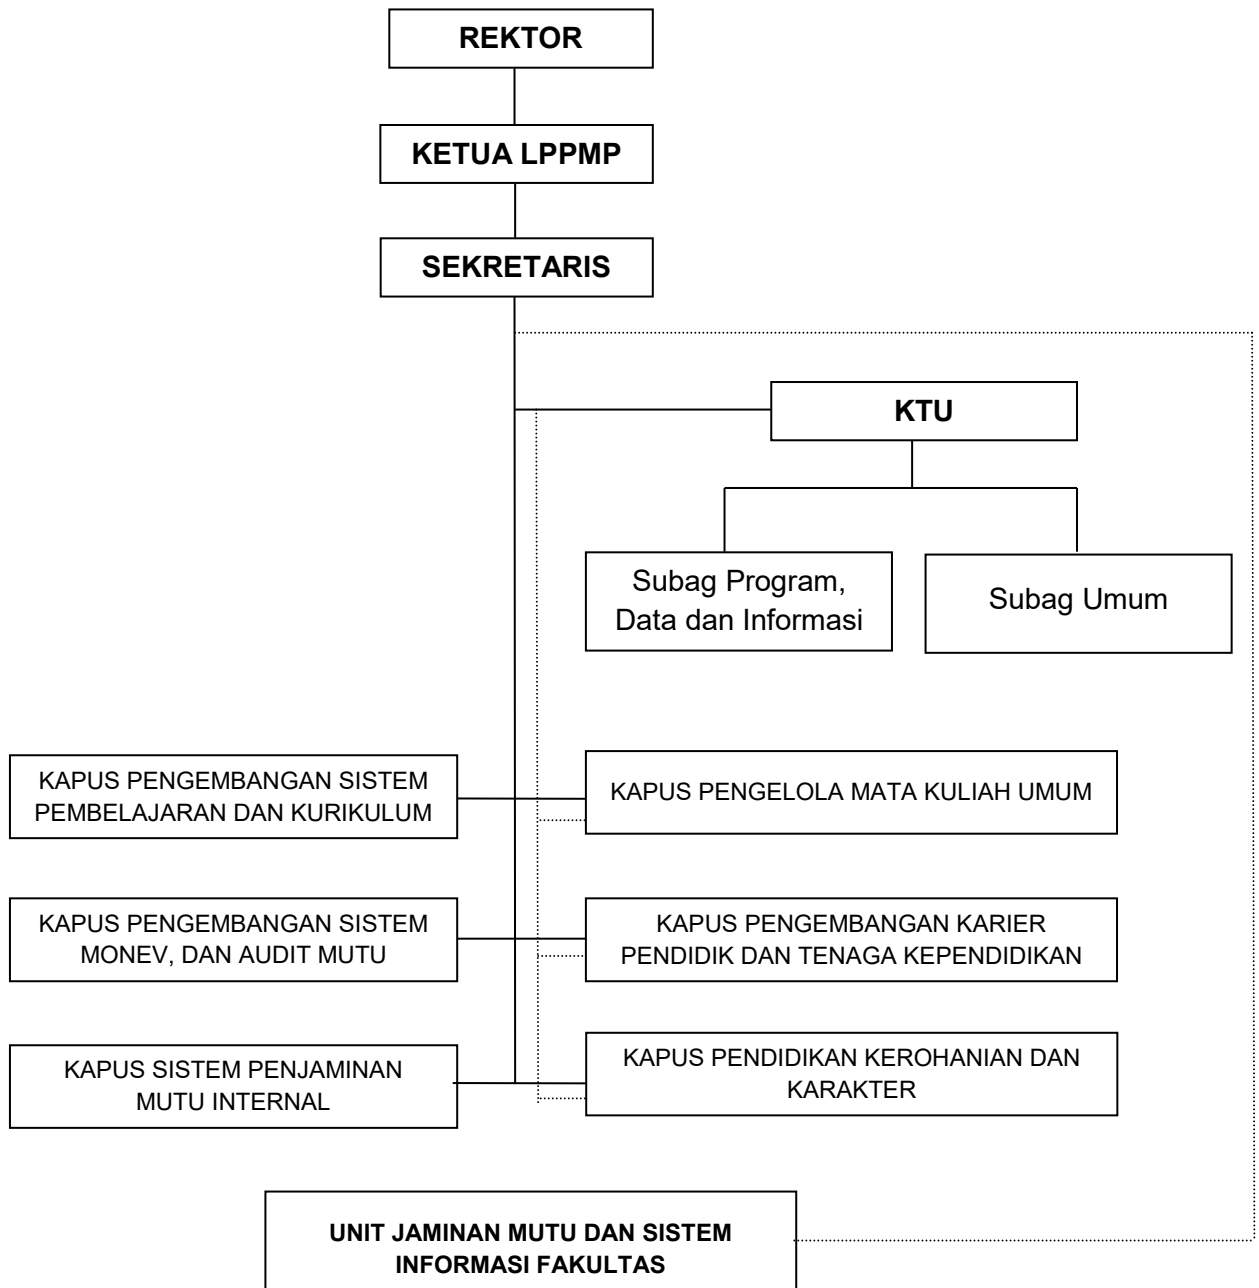 REKTOR
KETUA LPPMP
SEKRETARIS
KTU
Subag Program,
Data dan Informasi
Subag Umum
KAPUS PENGEMBANGAN SISTEM
PEMBELAJARAN DAN KURIKULUM
KAPUS PENGELOLA MATA KULIAH UMUM
KAPUS PENGEMBANGAN SISTEM
MONEV, DAN AUDIT MUTU
KAPUS PENGEMBANGAN KARIER
PENDIDIK DAN TENAGA KEPENDIDIKAN
KAPUS SISTEM PENJAMINAN
MUTU INTERNAL
KAPUS PENDIDIKAN KEROHANIAN DAN
KARAKTER
UNIT JAMINAN MUTU DAN SISTEM
INFORMASI FAKULTAS